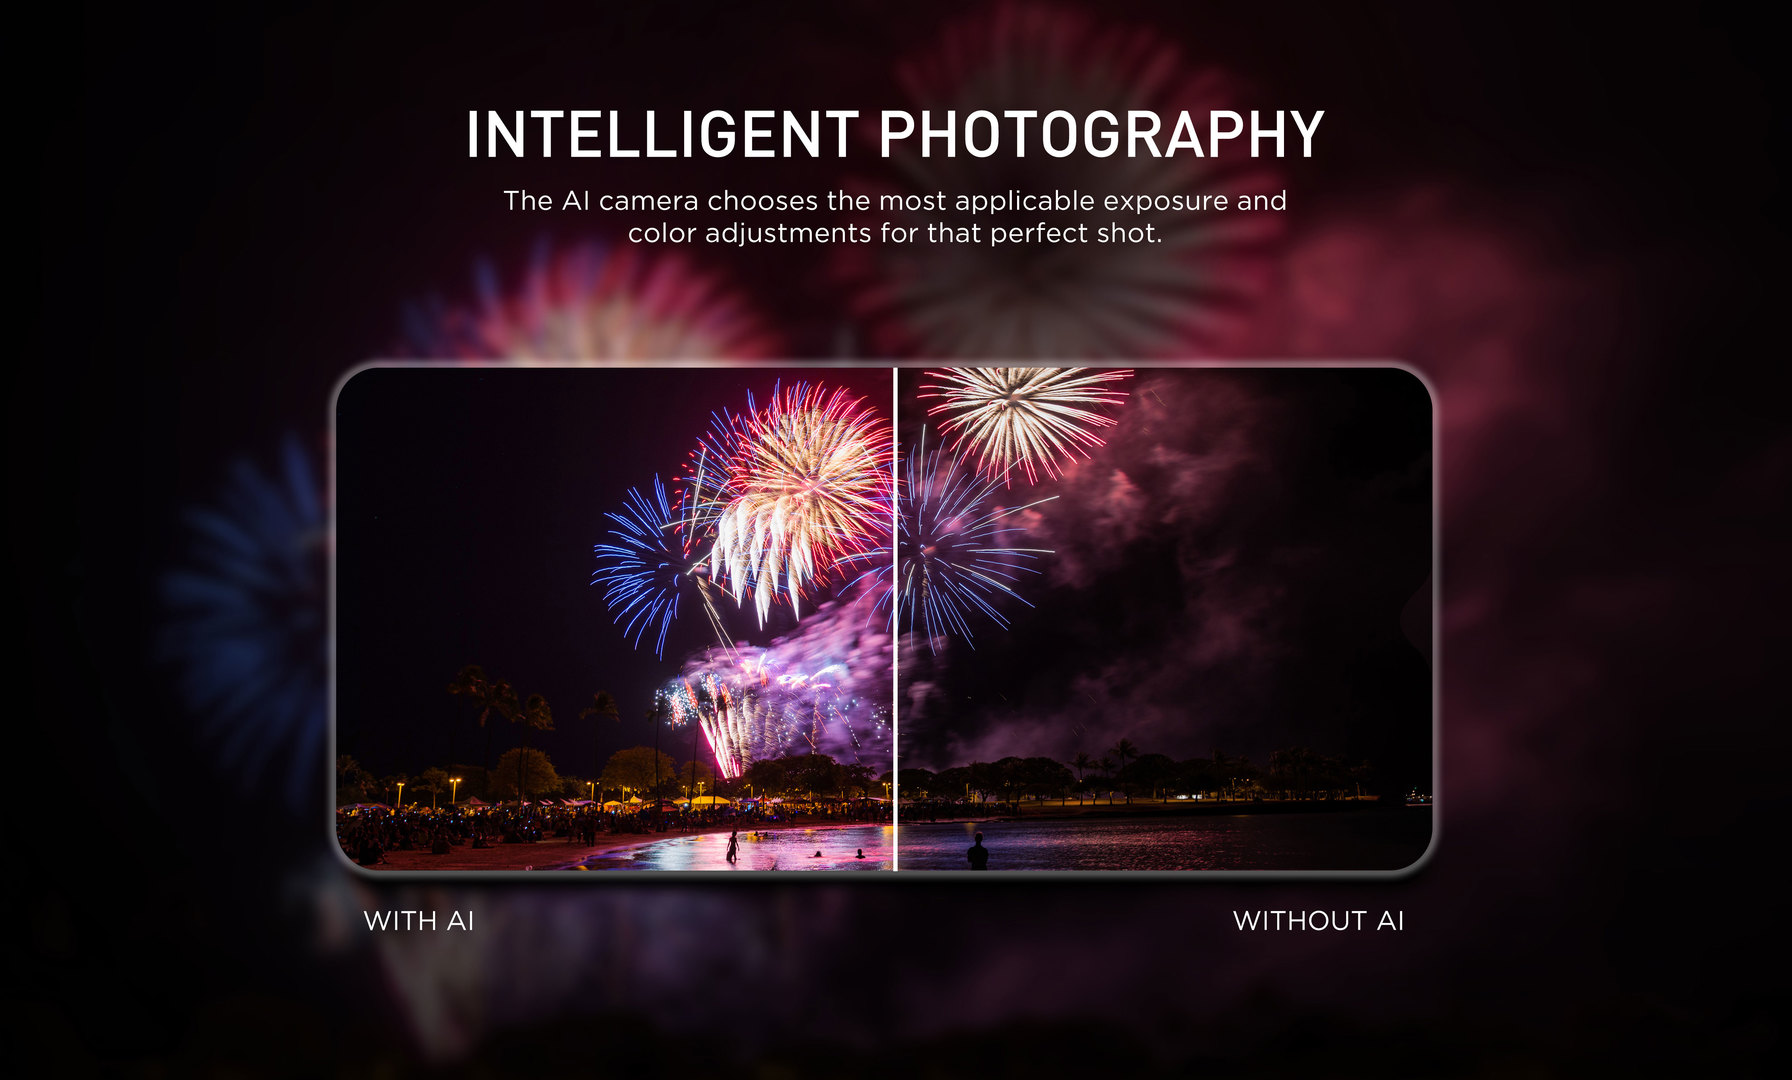 INTELLIGENT PHOTOGRAPHY
The AI camera chooses the most applicable exposure and
color adjustments for that perfect shot.
WITH AI
WITHOUT AI